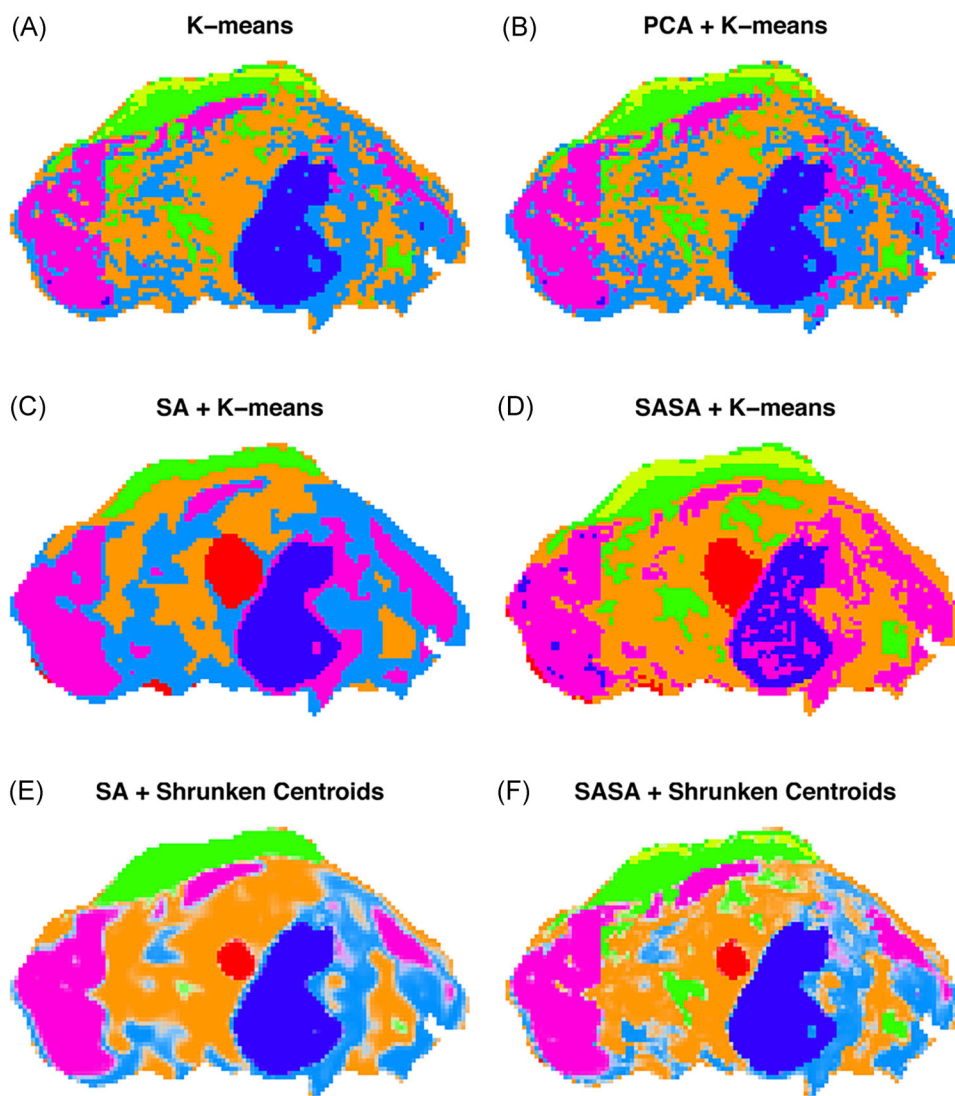 (A) K−means
(B) PCA + K−means
(C) SA + K−means
(D) SASA + K−means
(E) SA + Shrunken Centroids
(F) SASA + Shrunken Centroids